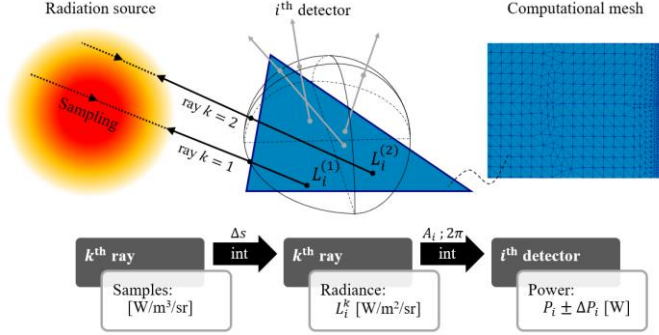 Radiation source
i^th detector
Computational mesh
Sampling
ray k = 2
ray k = 1
L_i^(1)
L_i^(2)
k^th ray
Δs
int
k^th ray
A_i ; 2π
int
i^th detector
Samples:
[W/m³/sr]
Radiance:
L_i^k [W/m²/sr]
Power:
P_i ± ΔP_i [W]